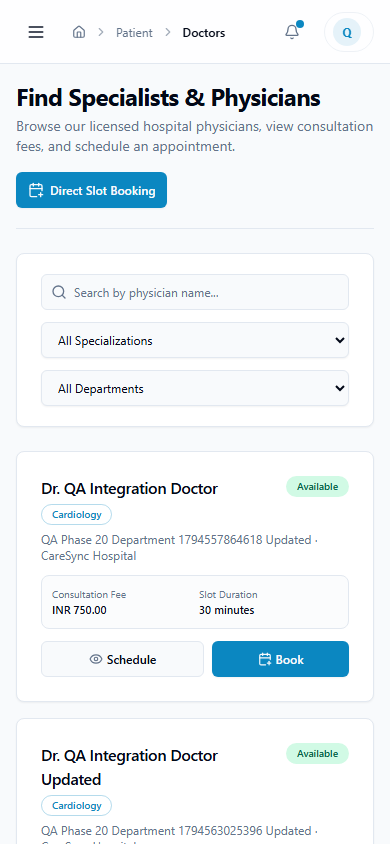 Patient
Doctors
Q
Find Specialists & Physicians
Browse our licensed hospital physicians, view consultation
fees, and schedule an appointment.
Direct Slot Booking
Search by physician name...
All Specializations
All Departments
Dr. QA Integration Doctor
Available
Cardiology
QA Phase 20 Department 1794557864618 Updated ·
CareSync Hospital
Consultation Fee
Slot Duration
INR 750.00
30 minutes
Schedule
Book
Dr. QA Integration Doctor
Updated
Available
Cardiology
QA Phase 20 Department 1794563025396 Updated ·
CareSync Hospital